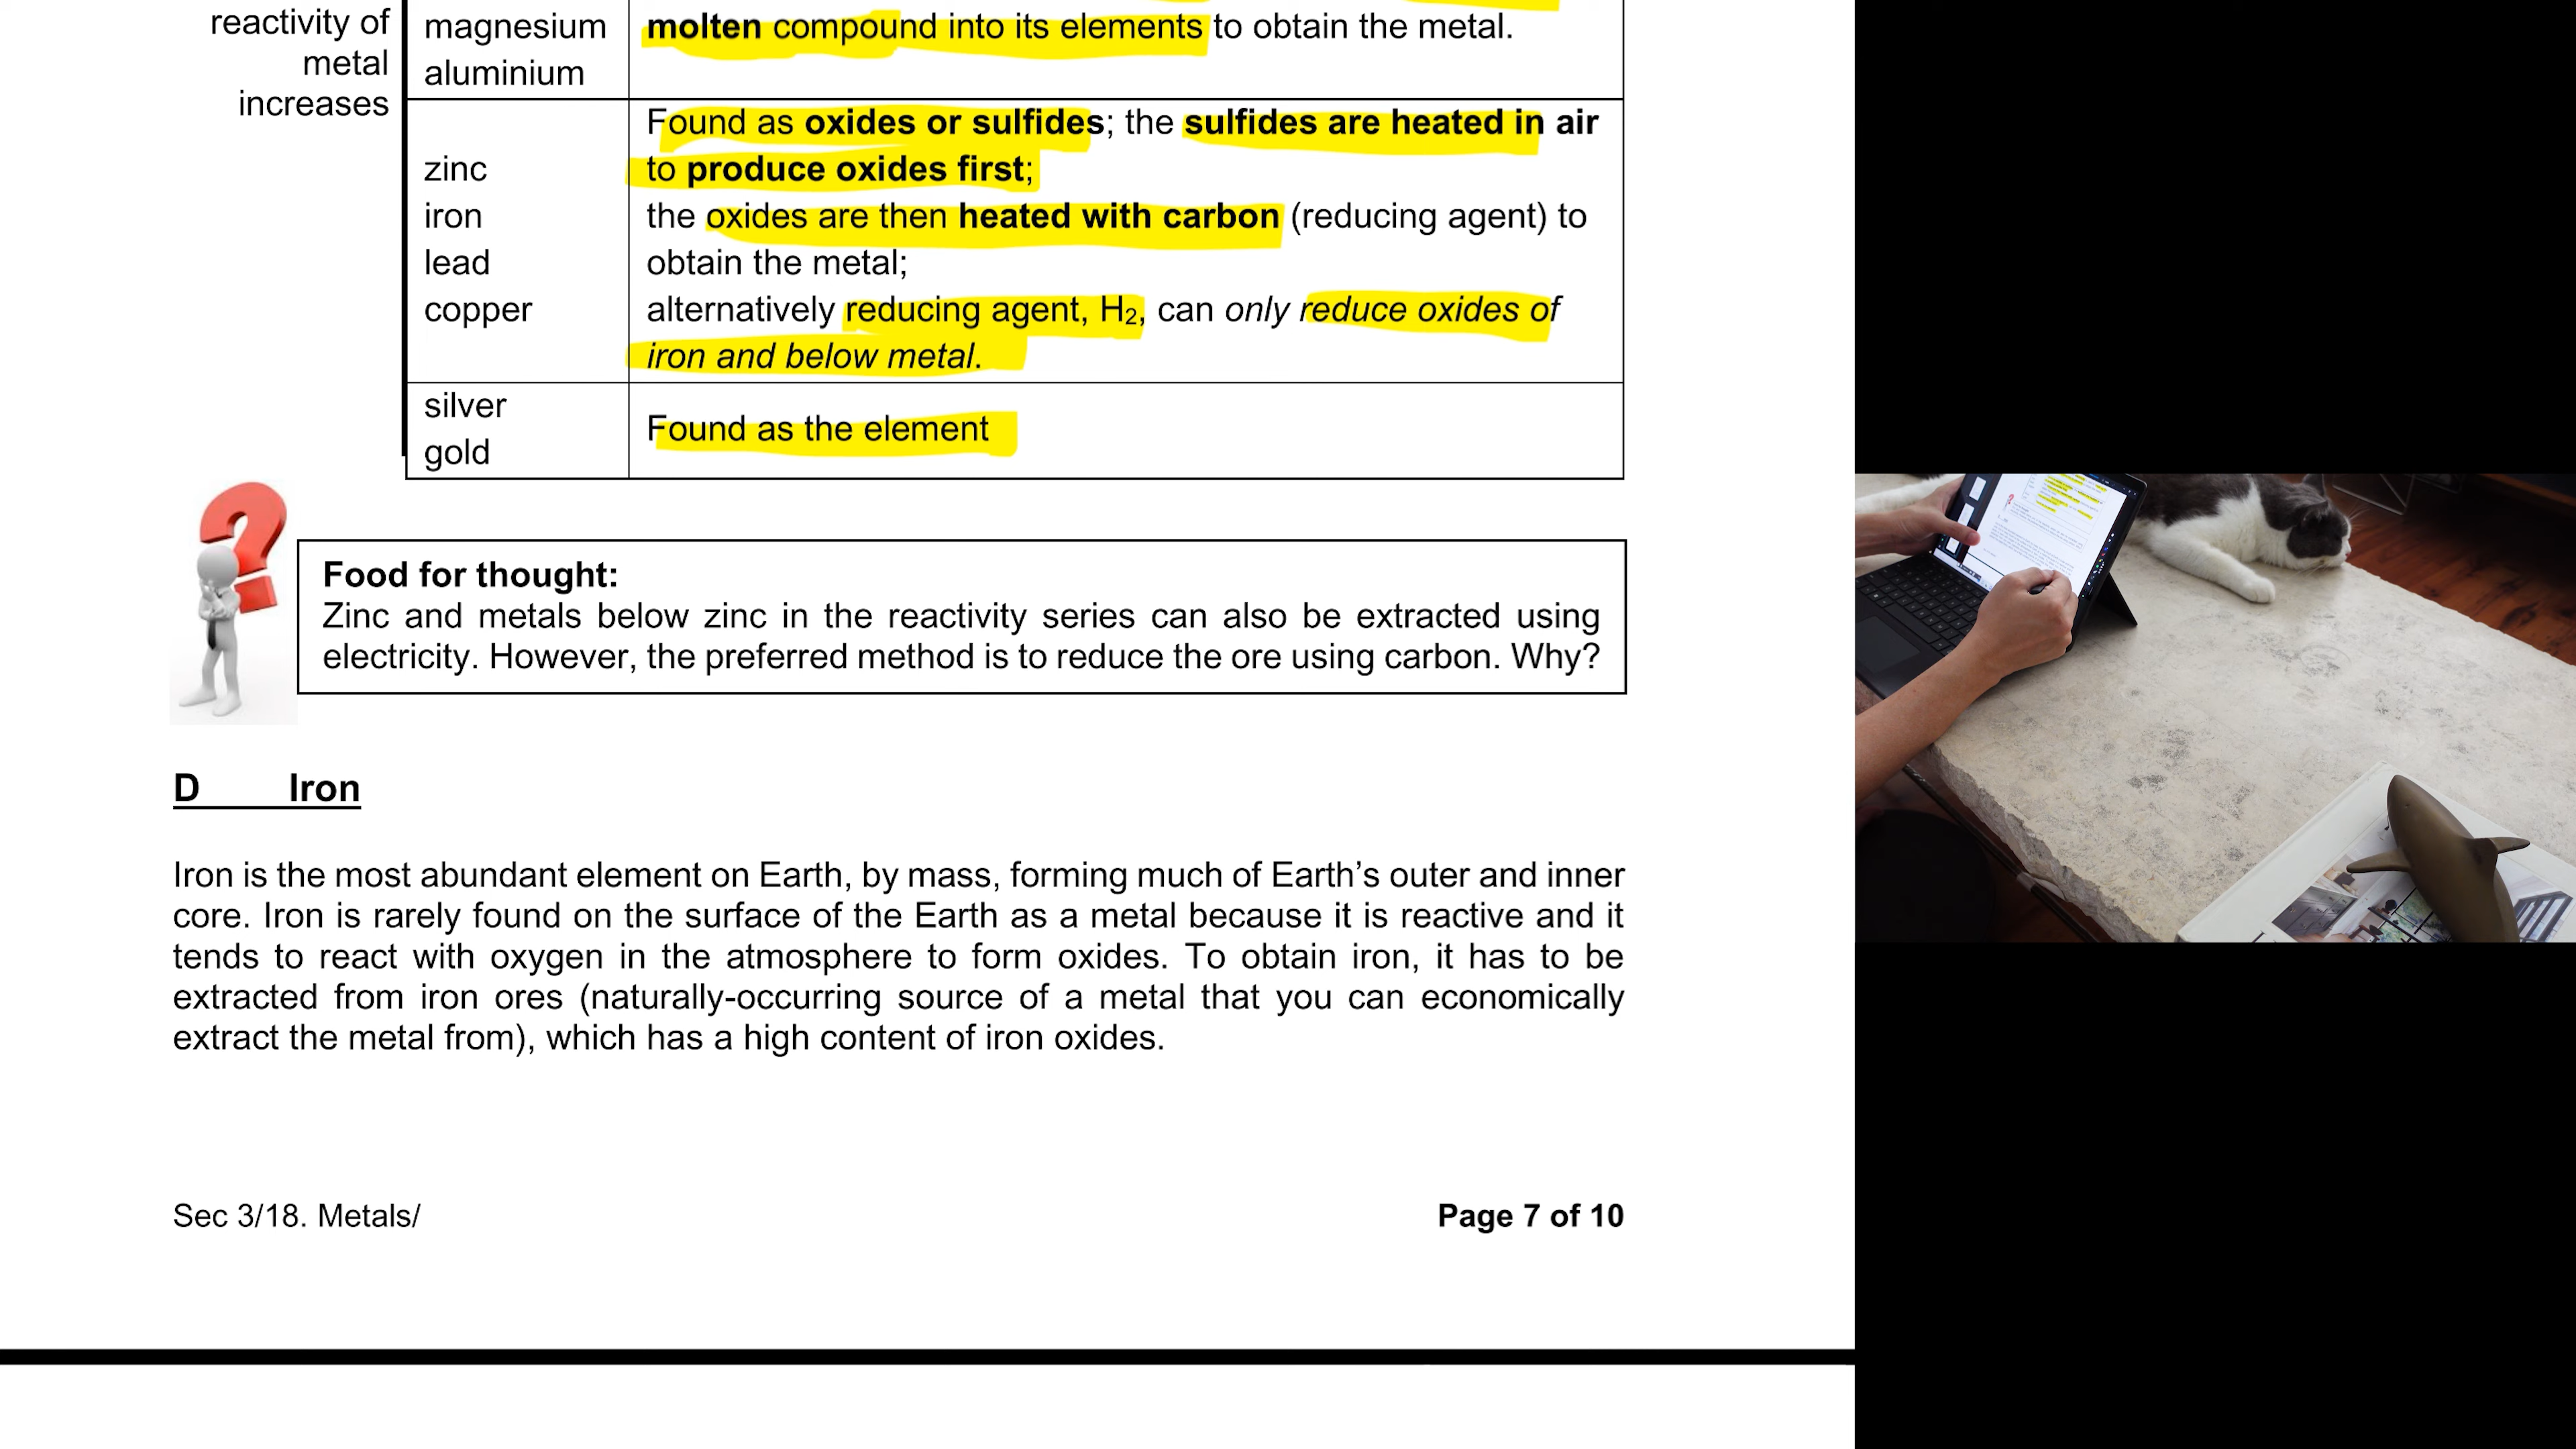 reactivity of
metal
increases
magnesium
aluminium
molten compound into its elements to obtain the metal.
zinc
iron
lead
copper
Found as oxides or sulfides; the sulfides are heated in air
to produce oxides first;
the oxides are then heated with carbon (reducing agent) to
obtain the metal;
alternatively reducing agent, H₂, can only reduce oxides of
iron and below metal.
silver
gold
Found as the element
Food for thought:
Zinc and metals below zinc in the reactivity series can also be extracted using
electricity. However, the preferred method is to reduce the ore using carbon. Why?
D Iron
Iron is the most abundant element on Earth, by mass, forming much of Earth’s outer and inner
core. Iron is rarely found on the surface of the Earth as a metal because it is reactive and it
tends to react with oxygen in the atmosphere to form oxides. To obtain iron, it has to be
extracted from iron ores (naturally-occurring source of a metal that you can economically
extract the metal from), which has a high content of iron oxides.
Sec 3/18. Metals/
Page 7 of 10